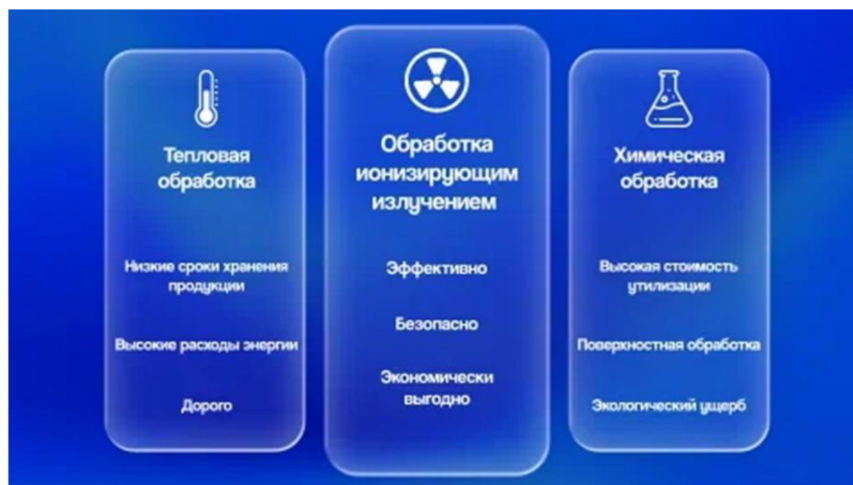 Тепловая
обработка
Низкие сроки хранения
продукции
Высокие расходы энергии
Дорого
Обработка
ионизирующим
излучением
Эффективно
Безопасно
Экономически
выгодно
Химическая
обработка
Высокая стоимость
утилизации
Поверхностная обработка
Экологический ущерб